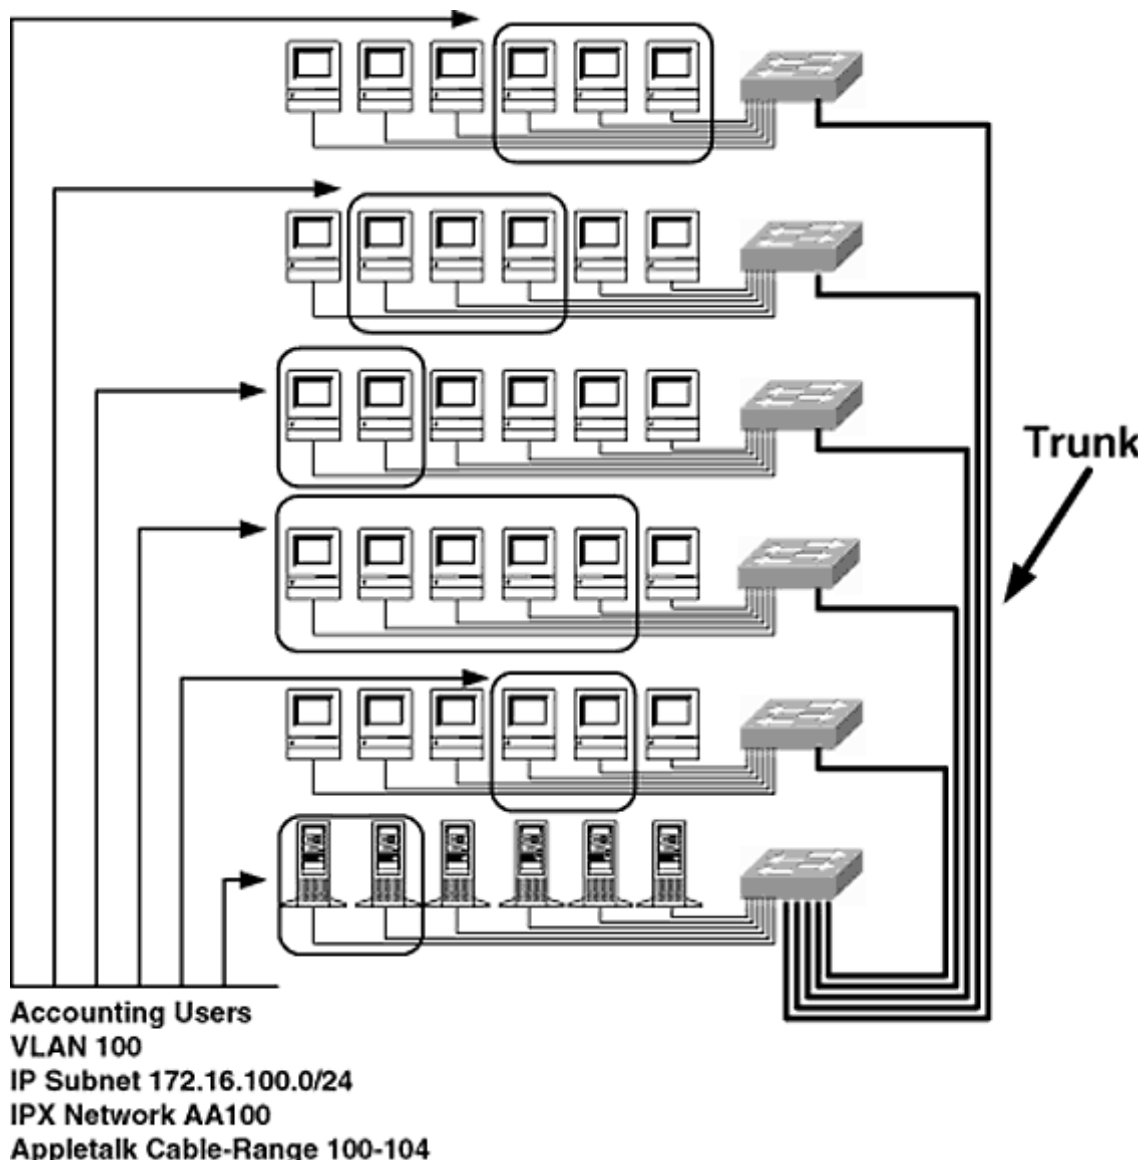 Trunk
Accounting Users
VLAN 100
IP Subnet 172.16.100.0/24
IPX Network AA100
Appletalk Cable-Range 100-104